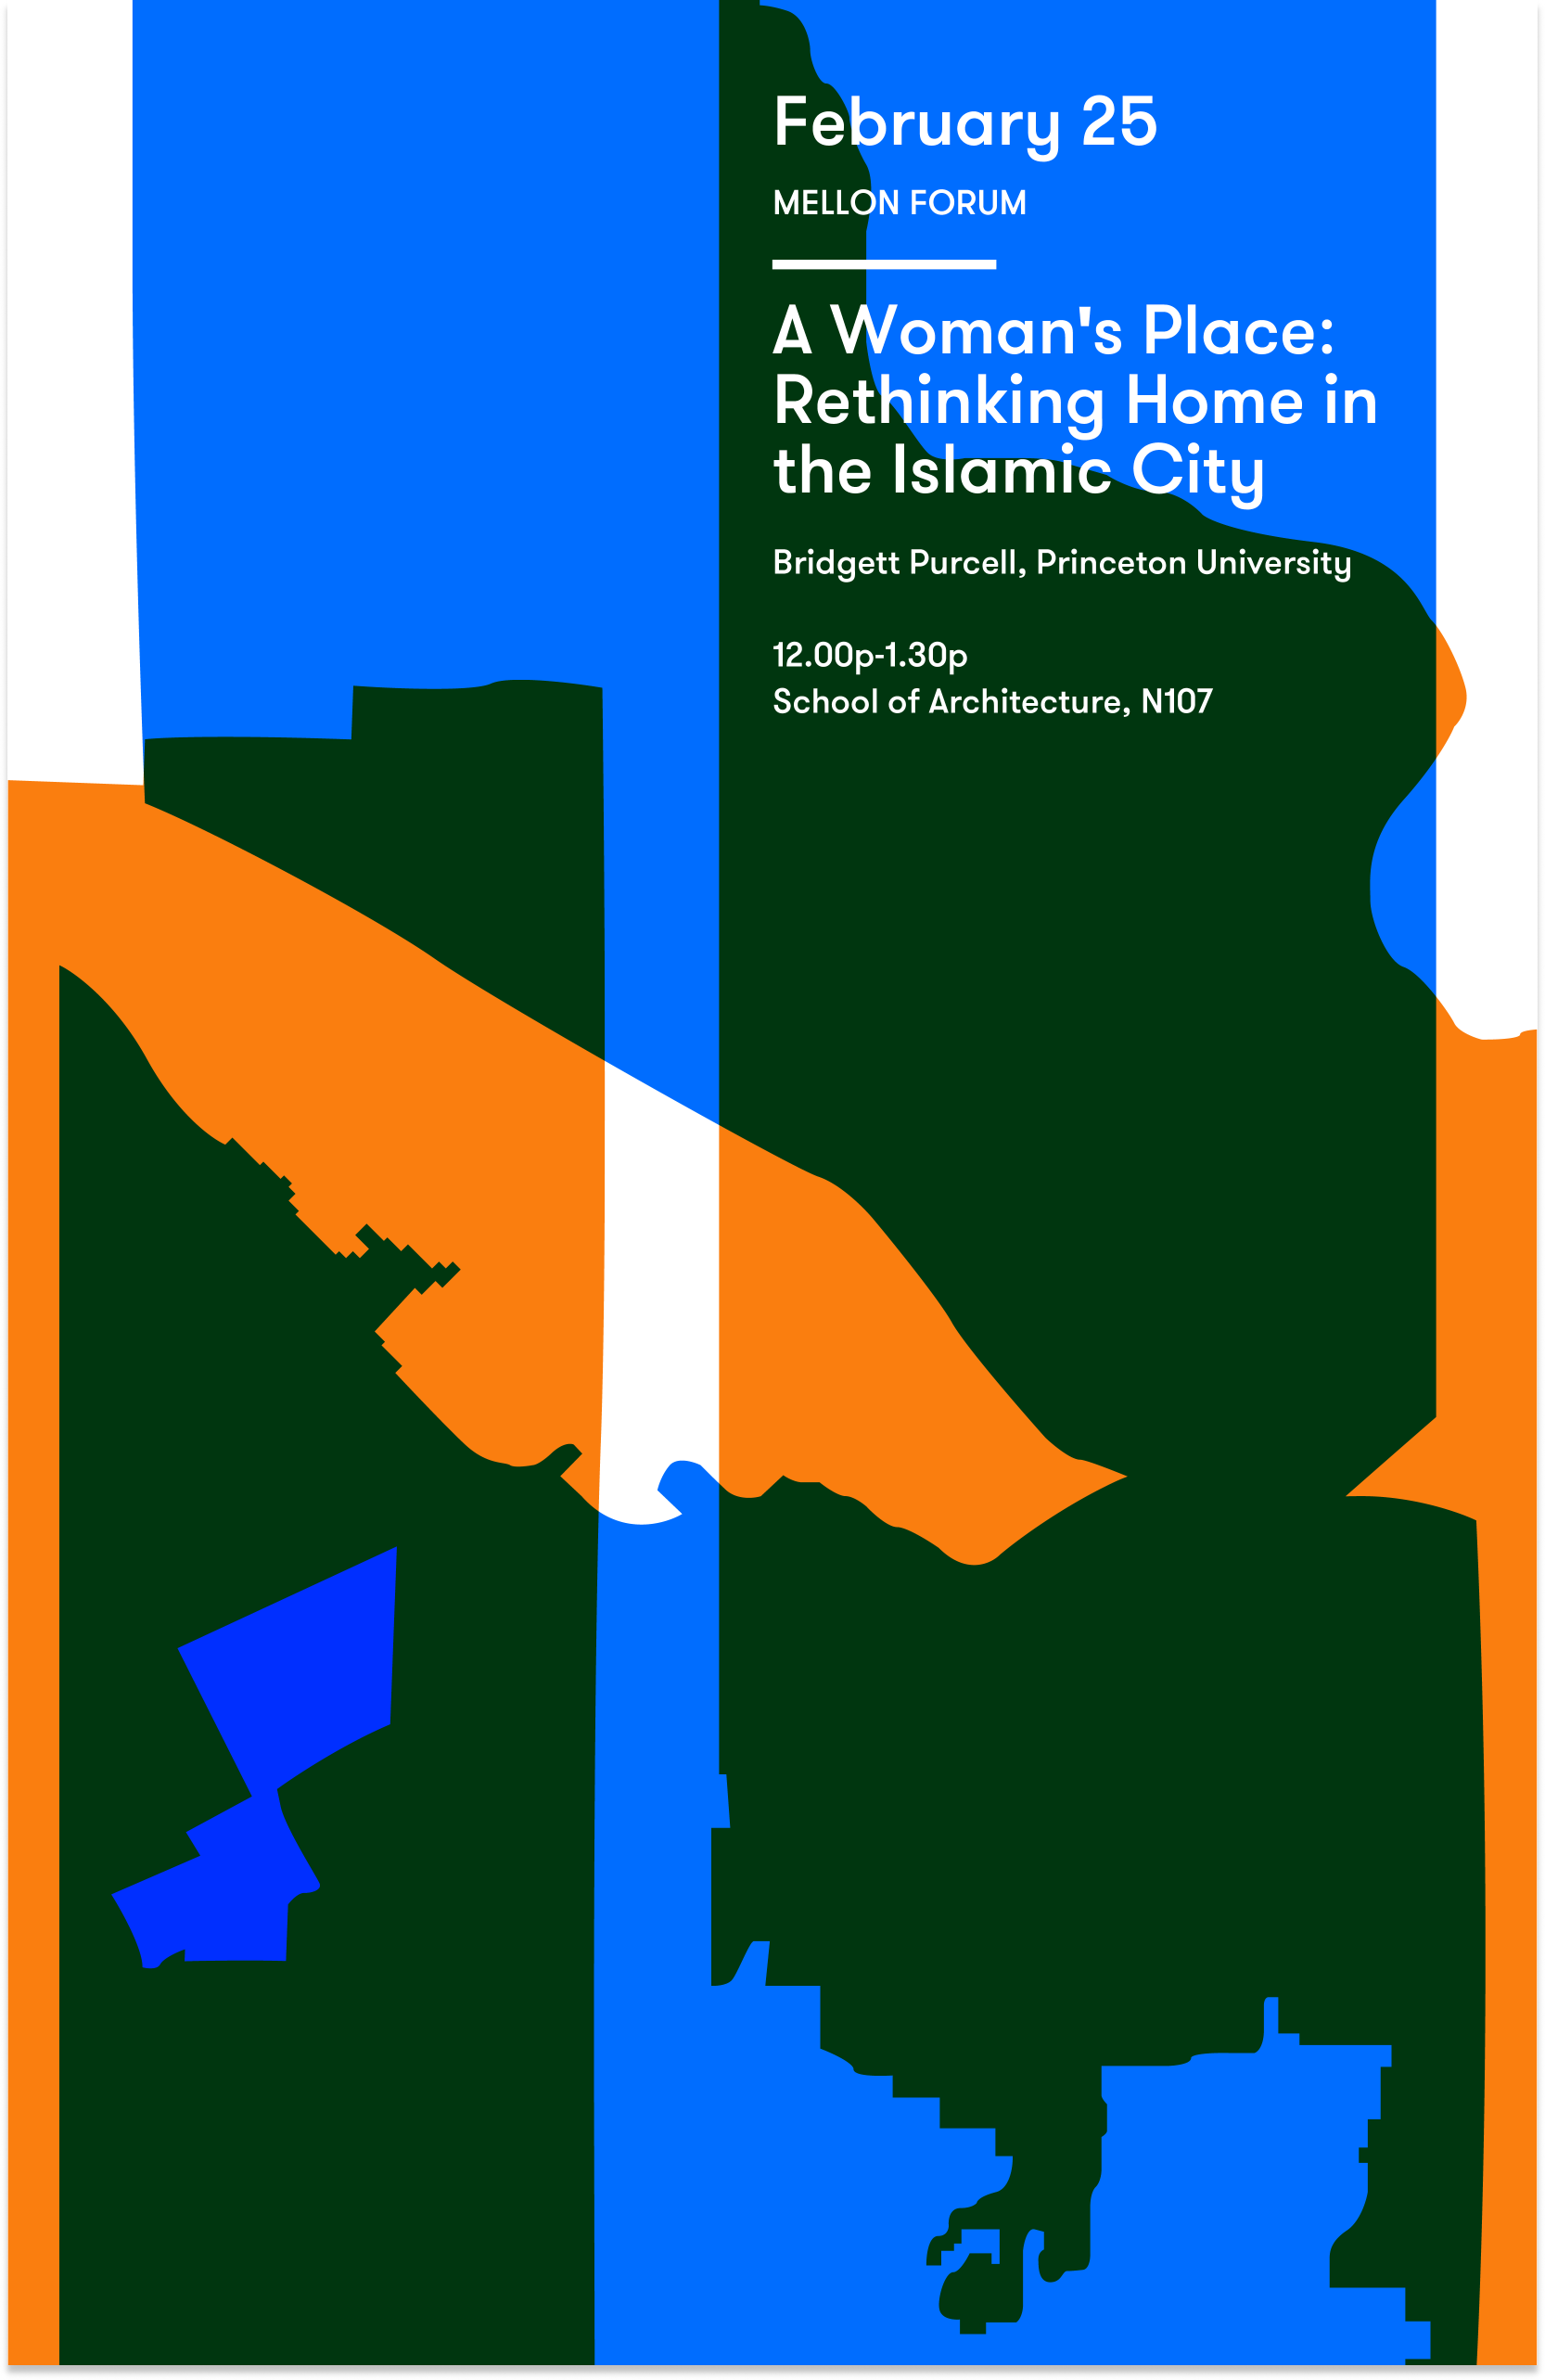 February 25
MELLON FORUM
A Woman's Place:
Rethinking Home in
the Islamic City
Bridgett Purcell, Princeton University
12.00p-1.30p
School of Architecture, N107